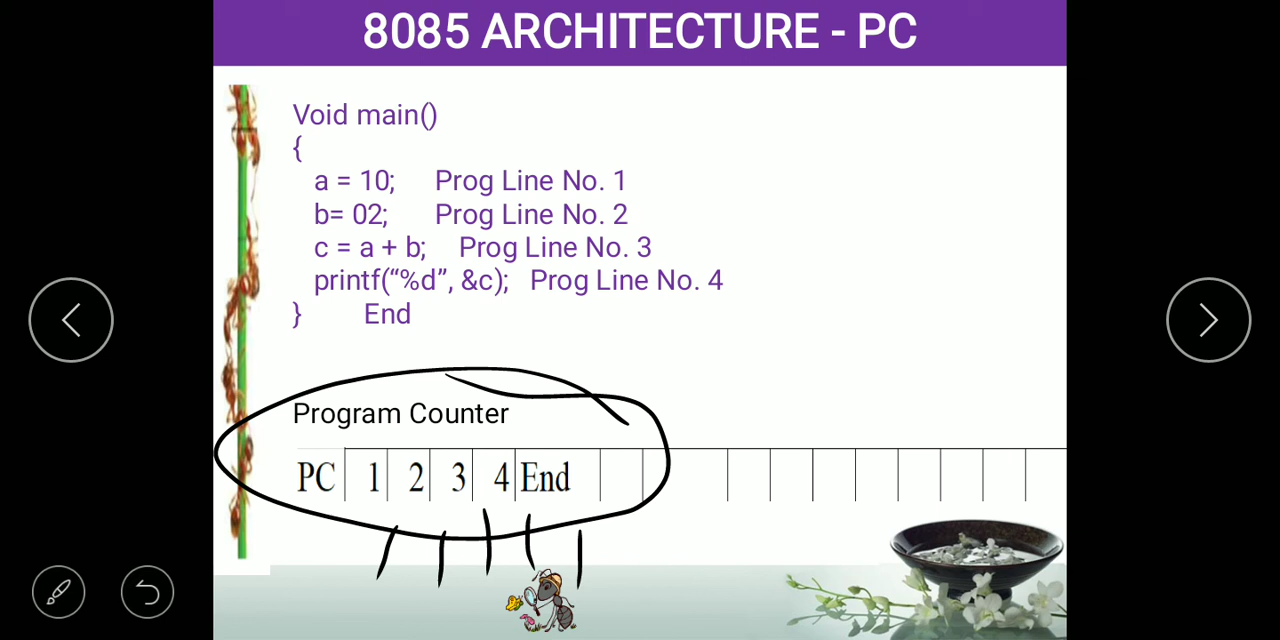 8085 ARCHITECTURE - PC
Void main()
{
a = 10; Prog Line No. 1
b= 02; Prog Line No. 2
c = a + b; Prog Line No. 3
printf(“%d”, &c); Prog Line No. 4
} End
Program Counter
PC 1 2 3 4 End